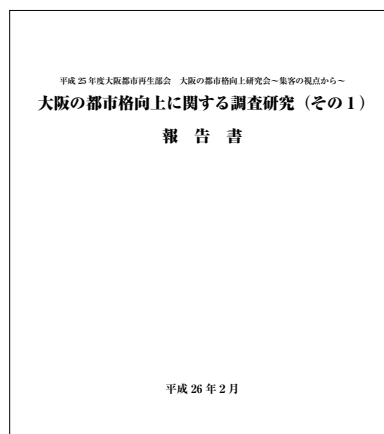 平成 25 年度大阪都市再生部会　大阪の都市格向上研究会～集客の視点から～
大阪の都市格向上に関する調査研究（その 1 ）
報　告　書
平成 26 年 2 月